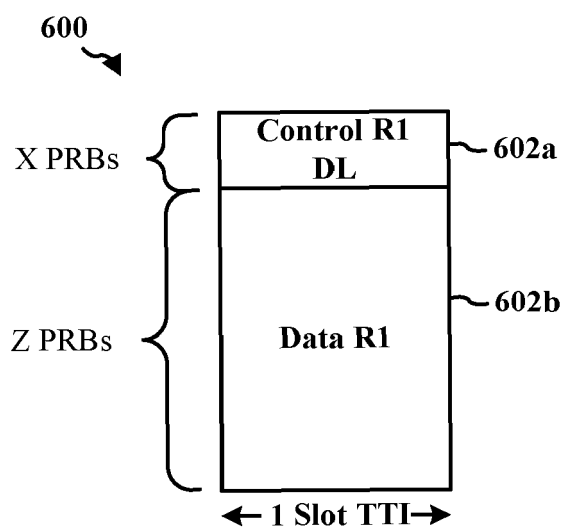 600
Control R1
DL
602a
X PRBs
602b
Z PRBs
Data R1
1 Slot TTI